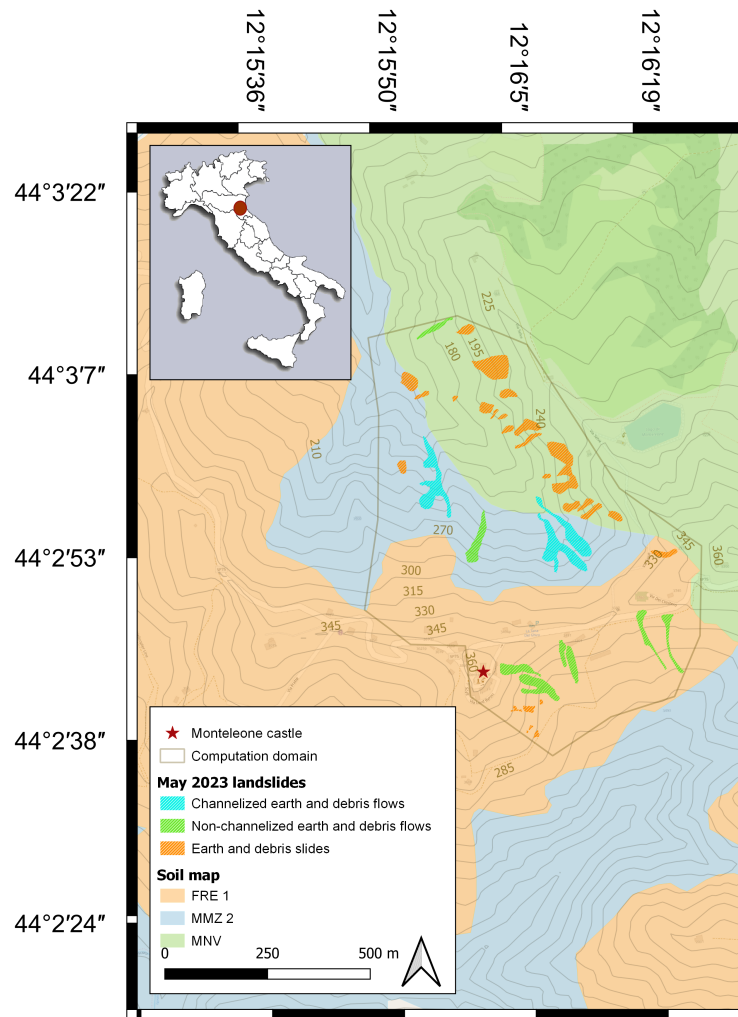 12°15′36″
12°15′50″
12°16′5″
12°16′19″
44°3′22″
44°3′7″
44°2′53″
44°2′38″
44°2′24″
225
195
180
240
210
270
300
315
330
345
345
360
330
345
360
285
Monteleone castle
Computation domain
May 2023 landslides
Channelized earth and debris flows
Non-channelized earth and debris flows
Earth and debris slides
Soil map
FRE 1
MMZ 2
MNV
0 250 500 m